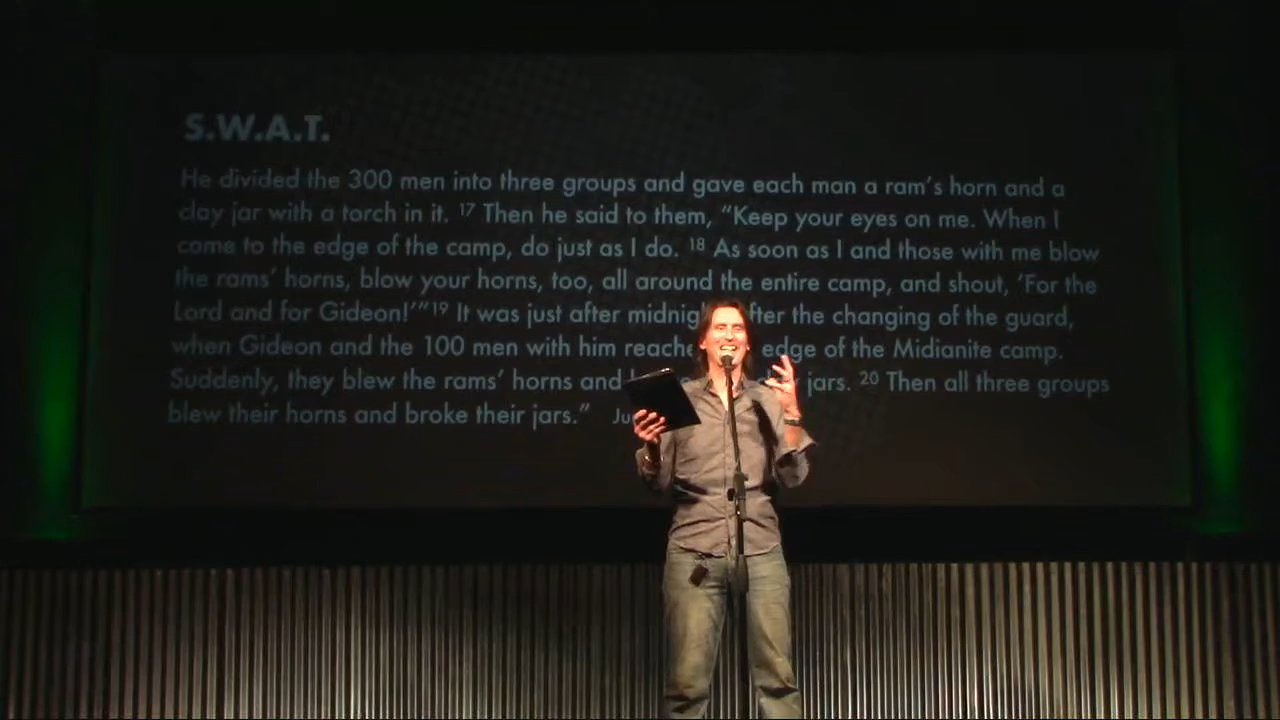 S.W.A.T.
He divided the 300 men into three groups and gave each man a ram's horn and a
clay jar with a torch in it. 17 Then he said to them, "Keep your eyes on me. When I
come to the edge of the camp, do just as I do. 18 As soon as I and those with me blow
the rams' horns, blow your horns, too, all around the entire camp, and shout, 'For the
Lord and for Gideon!'" 19 It was just after the changing of the guard,
when Gideon and the 100 men with him edge of the Midianite camp.
Suddenly, they blew the rams' horns and jars. 20 Then all three groups
blew their horns and broke their jars."